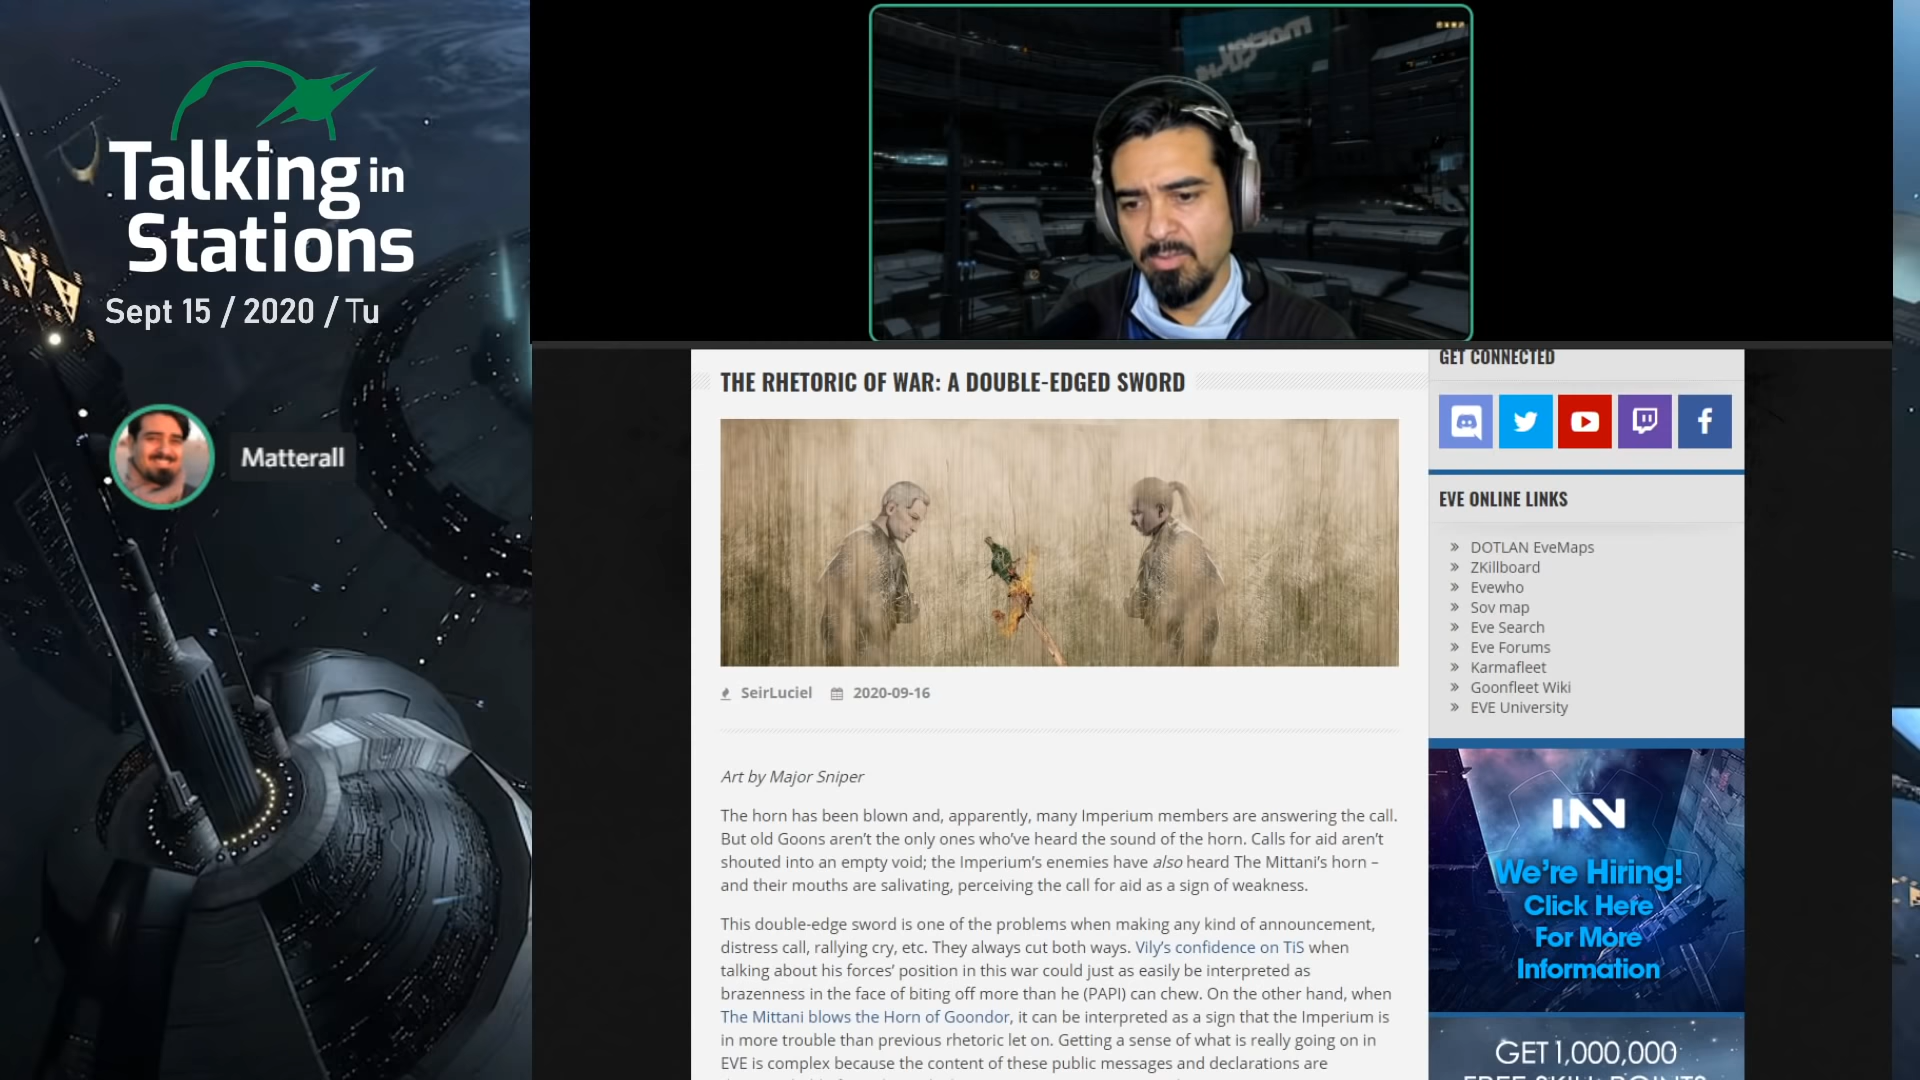 Talking in
Stations
Sept 15 / 2020 / Tu
Matterall
THE RHETORIC OF WAR: A DOUBLE-EDGED SWORD
SeirLuciel 2020-09-16
Art by Major Sniper
The horn has been blown and, apparently, many Imperium members are answering the call.
But old Goons aren’t the only ones who’ve heard the sound of the horn. Calls for aid aren’t
shouted into an empty void; the Imperium’s enemies have also heard The Mittani’s horn –
and their mouths are salivating, perceiving the call for aid as a sign of weakness.
This double-edge sword is one of the problems when making any kind of announcement,
distress call, rallying cry, etc. They always cut both ways. Vily’s confidence on TiS when
talking about his forces’ position in this war could just as easily be interpreted as
brazenness in the face of biting off more than he (PAPI) can chew. On the other hand, when
The Mittani blows the Horn of Goondor, it can be interpreted as a sign that the Imperium is
in more trouble than previous rhetoric let on. Getting a sense of what is really going on in
EVE is complex because the content of these public messages and declarations are
GET CONNECTED
EVE ONLINE LINKS
DOTLAN EveMaps
ZKillboard
Evewho
Sov map
Eve Search
Eve Forums
Karmafleet
Goonfleet Wiki
EVE University
INN
We’re Hiring!
Click Here
For More
Information
GET 1,000,000
FREE SKILL POINTS